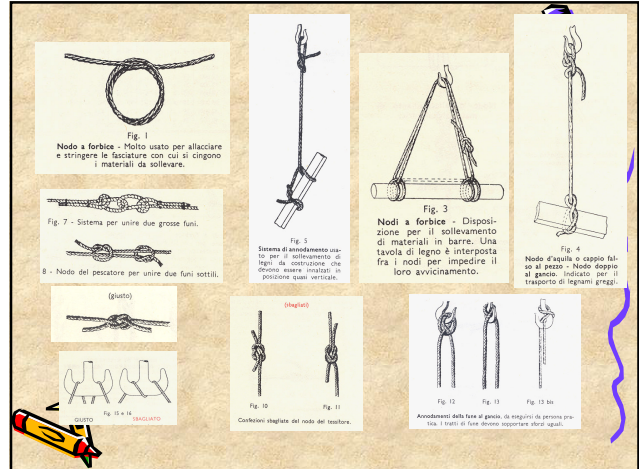 Fig. 1
Nodo a forbice - Molto usato per allacciare
e stringere le fasciature con cui si cingono
i materiali da sollevare.
Fig. 7 - Sistema per unire due grosse funi.
8 - Nodo del pescatore per unire due funi sottili.
(giusto)
Fig. 15 e 16
GIUSTO
SBAGLIATO
Fig. 5
Sistema di annodamento usa-
to per il sollevamento di
legni da costruzione che
devono essere innalzati in
posizione quasi verticale.
(sbagliati)
Fig. 10
Fig. 11
Confezioni sbagliate del nodo del tessitore.
Fig. 3
Nodi a forbice - Disposi-
zione per il sollevamento
di materiali in barre. Una
tavola di legno è interposta
fra i nodi per impedire il
loro avvicinamento.
Fig. 4
Nodo d'aquila o cappio fal-
so al pezzo - Nodo doppio
al gancio. Indicato per il
trasporto di legnami greggi.
Fig. 12
Fig. 13
Fig. 13 bis
Annodamenti della fune al gancio, da eseguirsi da persona pra-
tica. I tratti di fune devono sopportare sforzi uguali.